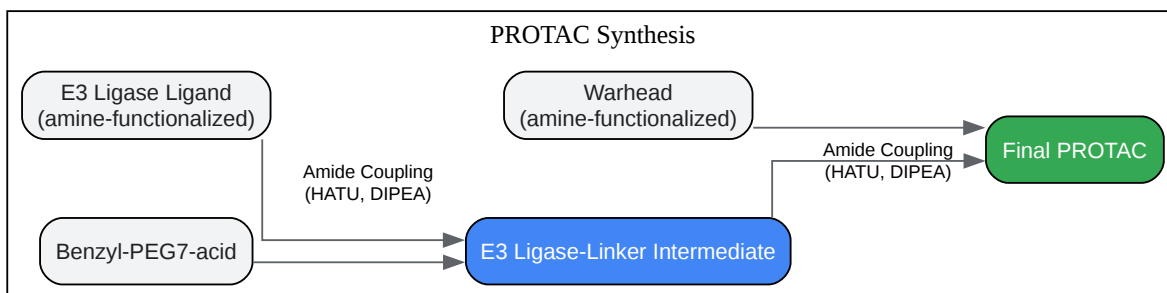 PROTAC Synthesis
E3 Ligase Ligand
(amine-functionalized)
Warhead
(amine-functionalized)
Final PROTAC
Amide Coupling
(HATU, DIPEA)
Amide Coupling
(HATU, DIPEA)
Benzyl-PEG7-acid
E3 Ligase-Linker Intermediate